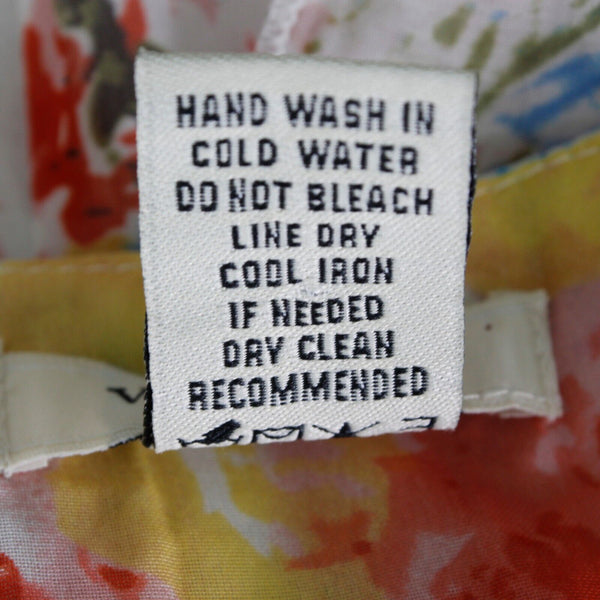 HAND WASH IN
COLD WATER
DO NOT BLEACH
LINE DRY
COOL IRON
IF NEEDED
DRY CLEAN
RECOMMENDED